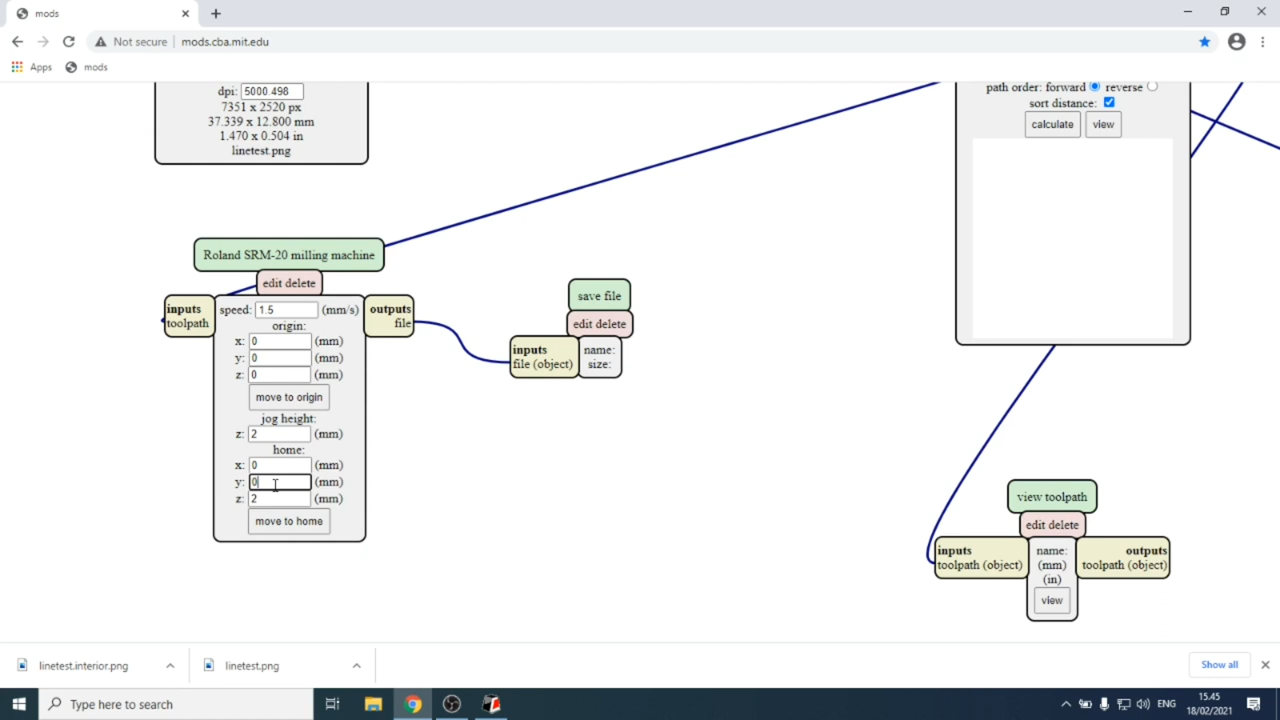 mods
Not secure
mods.cba.mit.edu
Apps
mods
dpi: 5000.498
7351 x 2520 px
37.339 x 12.800 mm
1.470 x 0.504 in
linetest.png
path order: forward reverse
sort distance:
calculate view
Roland SRM-20 milling machine
edit delete
inputs
toolpath
speed: 1.5 (mm/s)
origin:
x: 0 (mm)
y: 0 (mm)
z: 0 (mm)
move to origin
jog height:
z: 2 (mm)
home:
x: 0 (mm)
y: 0 (mm)
z: 2 (mm)
move to home
outputs
file
save file
edit delete
inputs
file (object)
name:
size:
view toolpath
edit delete
inputs
toolpath (object)
name:
(mm)
(in)
view
outputs
toolpath (object)
linetest.interior.png
linetest.png
Show all
Type here to search
ENG
15.45
18/02/2021